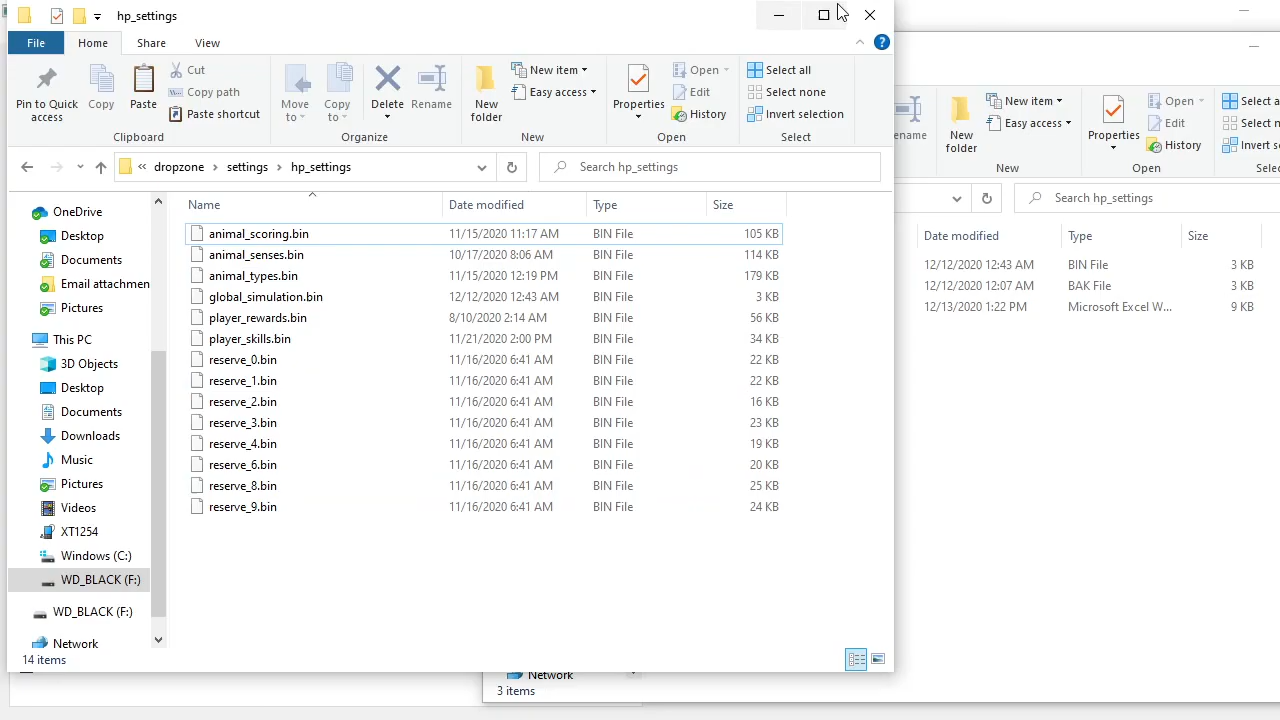 hp_settings
File Home Share View
Pin to Quick access
Copy
Paste
Cut
Copy path
Paste shortcut
Clipboard
Move to
Copy to
Delete
Rename
Organize
New folder
New item
Easy access
New
Properties
Open
Edit
History
Open
Select all
Select none
Invert selection
Select
« dropzone › settings › hp_settings
Search hp_settings
OneDrive
Desktop
Documents
Email attachmen
Pictures
This PC
3D Objects
Desktop
Documents
Downloads
Music
Pictures
Videos
XT1254
Windows (C:)
WD_BLACK (F:)
WD_BLACK (F:)
Network
Name Date modified Type Size
animal_scoring.bin 11/15/2020 11:17 AM BIN File 105 KB
animal_senses.bin 10/17/2020 8:06 AM BIN File 114 KB
animal_types.bin 11/15/2020 12:19 PM BIN File 179 KB
global_simulation.bin 12/12/2020 12:43 AM BIN File 3 KB
player_rewards.bin 8/10/2020 2:14 AM BIN File 56 KB
player_skills.bin 11/21/2020 2:00 PM BIN File 34 KB
reserve_0.bin 11/16/2020 6:41 AM BIN File 22 KB
reserve_1.bin 11/16/2020 6:41 AM BIN File 22 KB
reserve_2.bin 11/16/2020 6:41 AM BIN File 16 KB
reserve_3.bin 11/16/2020 6:41 AM BIN File 23 KB
reserve_4.bin 11/16/2020 6:41 AM BIN File 19 KB
reserve_6.bin 11/16/2020 6:41 AM BIN File 20 KB
reserve_8.bin 11/16/2020 6:41 AM BIN File 25 KB
reserve_9.bin 11/16/2020 6:41 AM BIN File 24 KB
14 items
ename
New folder
New item
Easy access
New
Properties
Open
Edit
History
Open
Select a
Select n
Invert s
Selec
Search hp_settings
Date modified Type Size
12/12/2020 12:43 AM BIN File 3 KB
12/12/2020 12:07 AM BAK File 3 KB
12/13/2020 1:22 PM Microsoft Excel W... 9 KB
Network
3 items